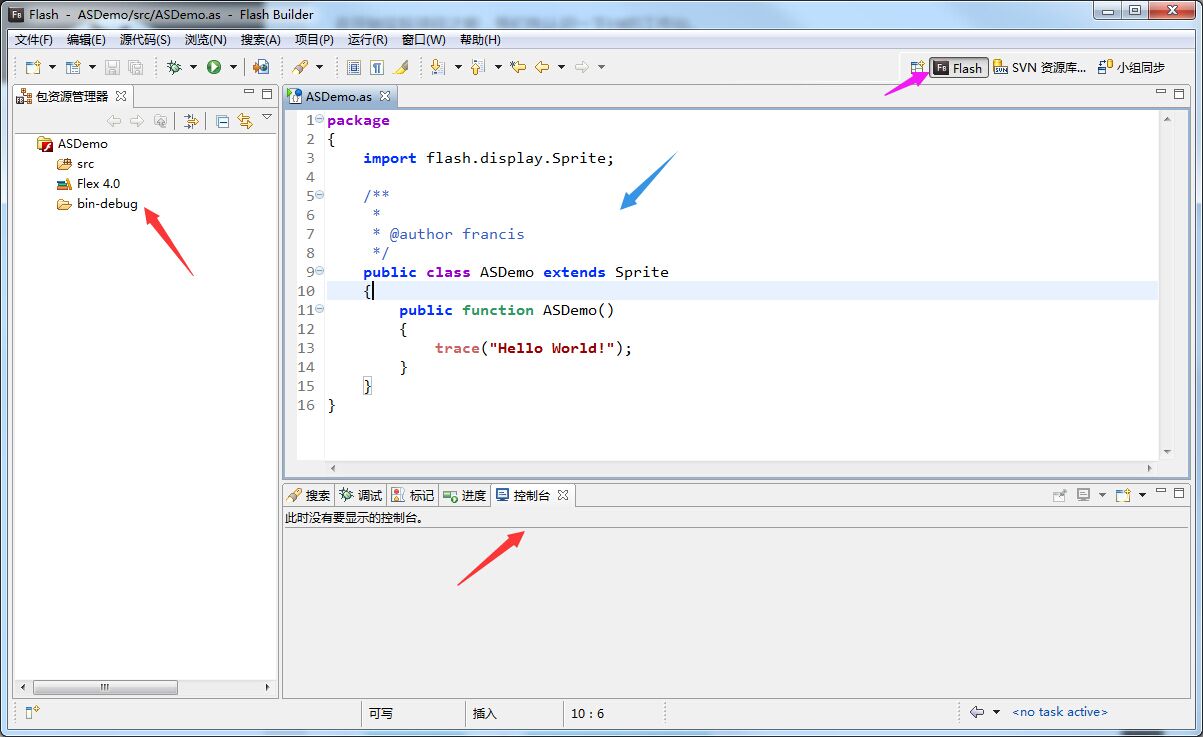 Flash - ASDemo/src/ASDemo.as - Flash Builder
文件(F) 编辑(E) 源代码(S) 浏览(N) 搜索(A) 项目(P) 运行(R) 窗口(W) 帮助(H)
Flash SVN 资源库... 小组同步
包资源管理器
ASDemo
src
Flex 4.0
bin-debug
ASDemo.as
1 package
2 {
3 import flash.display.Sprite;
4
5 /**
6 *
7 * @author francis
8 */
9 public class ASDemo extends Sprite
10 {
11 public function ASDemo()
12 {
13 trace("Hello World!");
14 }
15 }
16 }
搜索 调试 标记 进度 控制台
此时没有要显示的控制台。
可写 插入 10 : 6 <no task active>